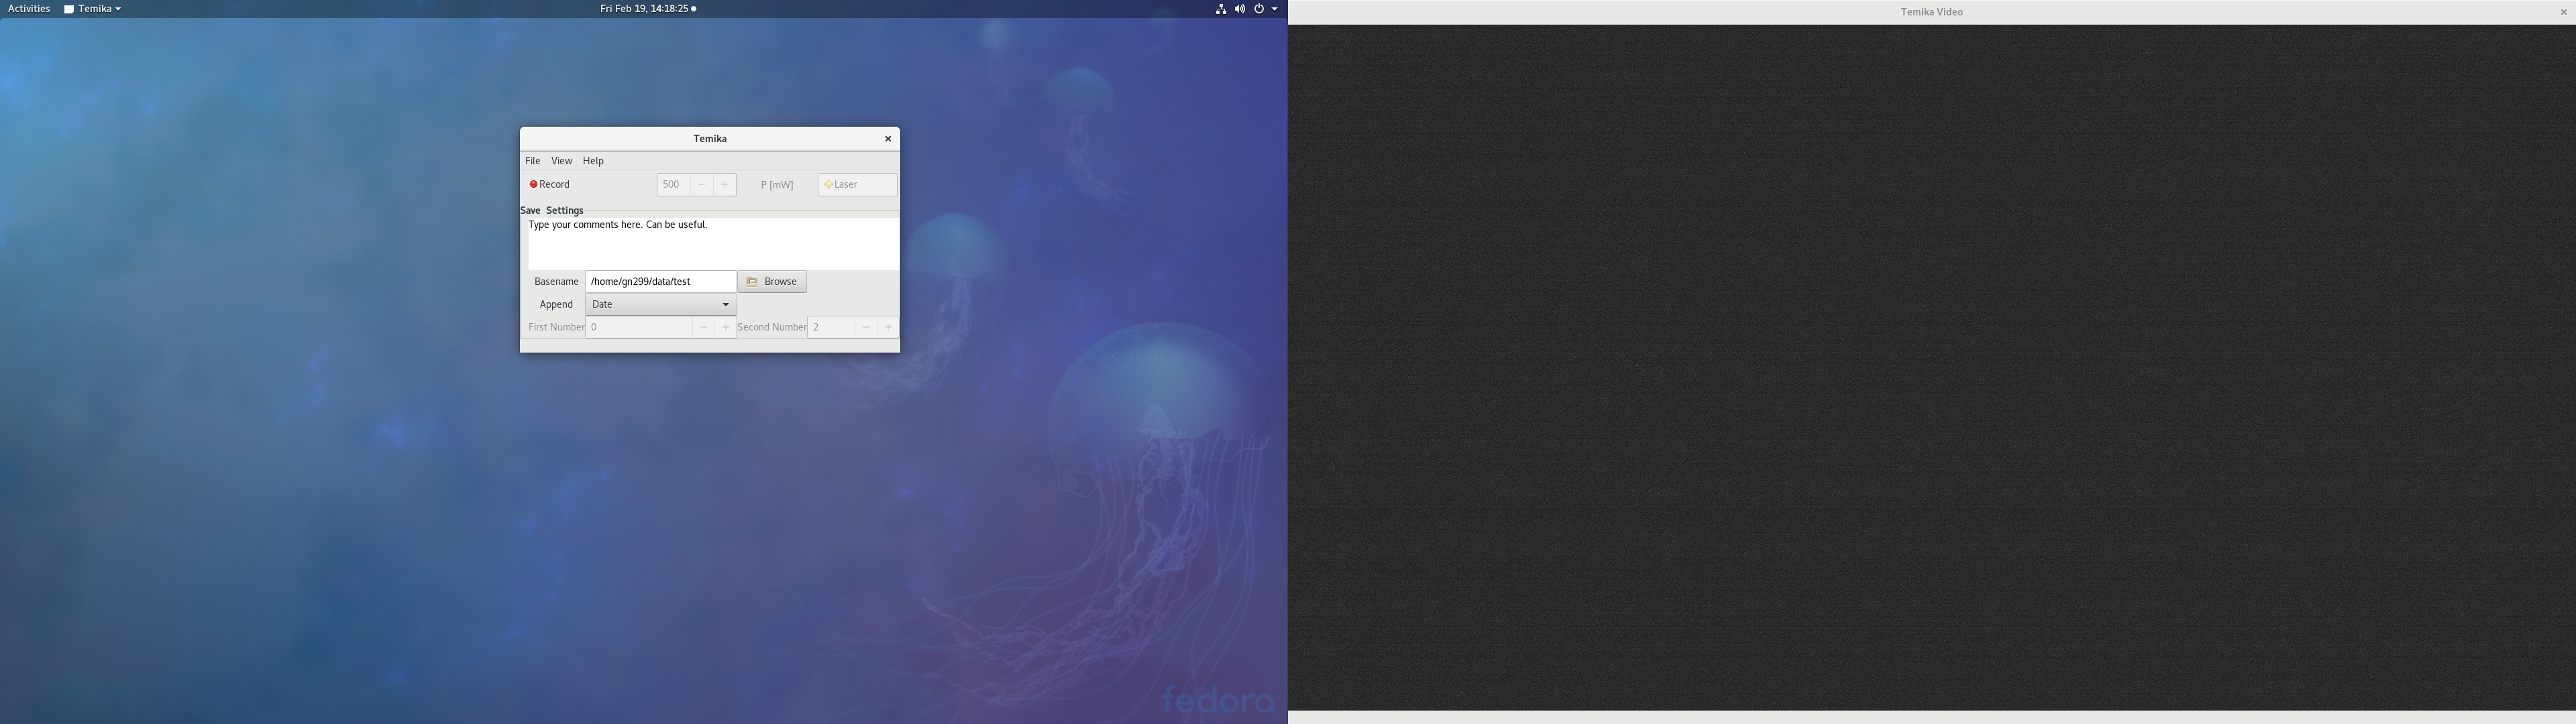 Activities Temika Fri Feb 19, 14:18:25
Temika Video
Temika
File View Help
Record 500 P [mW] Laser
Save Settings
Type your comments here. Can be useful.
Basename /home/gn299/data/test Browse
Append Date
First Number 0 Second Number 2
fedora